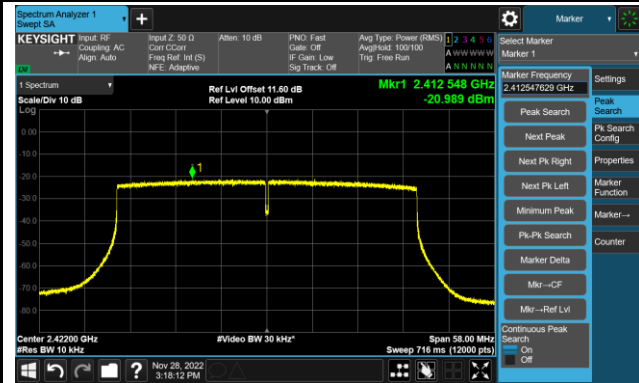 Spectrum Analyzer 1
Swept SA
Marker
KEYSIGHT
Input: RF
Coupling: AC
Align: Auto
Input Z: 50 Ω
Corr CCorr
Freq Ref: Int (S)
NFE: Adaptive
Atten: 10 dB
PNO: Fast
Gate: Off
IF Gain: Low
Sig Track: Off
Avg Type: Power (RMS)
Avg|Hold: 100/100
Trig: Free Run
1 2 3 4 5 6
A W W W W W
A N N N N N
Select Marker
Marker 1
1 Spectrum
Scale/Div 10 dB
Log
Ref Lvl Offset 11.60 dB
Ref Level 10.00 dBm
Mkr1 2.412 548 GHz
-20.989 dBm
0.00
-10.0
-20.0
-30.0
-40.0
-50.0
-60.0
-70.0
-80.0
1
Center 2.42200 GHz
#Res BW 10 kHz
#Video BW 30 kHz*
Span 58.00 MHz
Sweep 716 ms (12000 pts)
Marker Frequency
2.412547629 GHz
Peak Search
Next Peak
Next Pk Right
Next Pk Left
Minimum Peak
Pk-Pk Search
Marker Delta
Mkr→CF
Mkr→Ref Lvl
Continuous Peak
Search
On
Off
Settings
Peak
Search
Pk Search
Config
Properties
Marker
Function
Marker→
Counter
Nov 28, 2022
3:18:12 PM